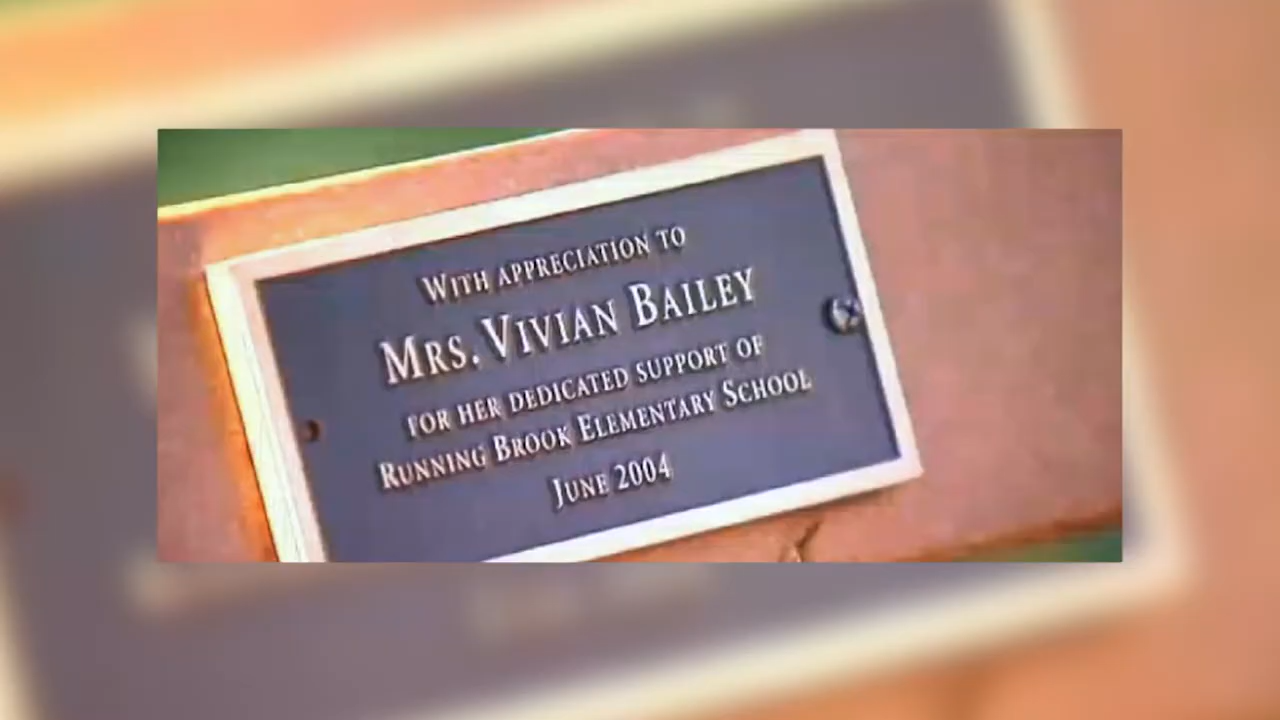 With appreciation to
Mrs. Vivian Bailey
for her dedicated support of
Running Brook Elementary School
June 2004